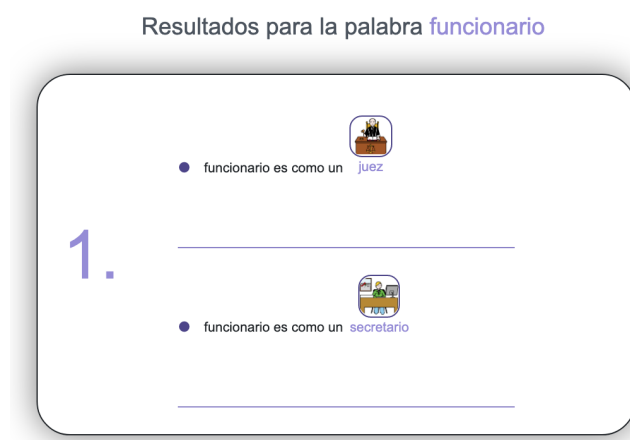 Resultados para la palabra funcionario
1.
funcionario es como un juez
funcionario es como un secretario